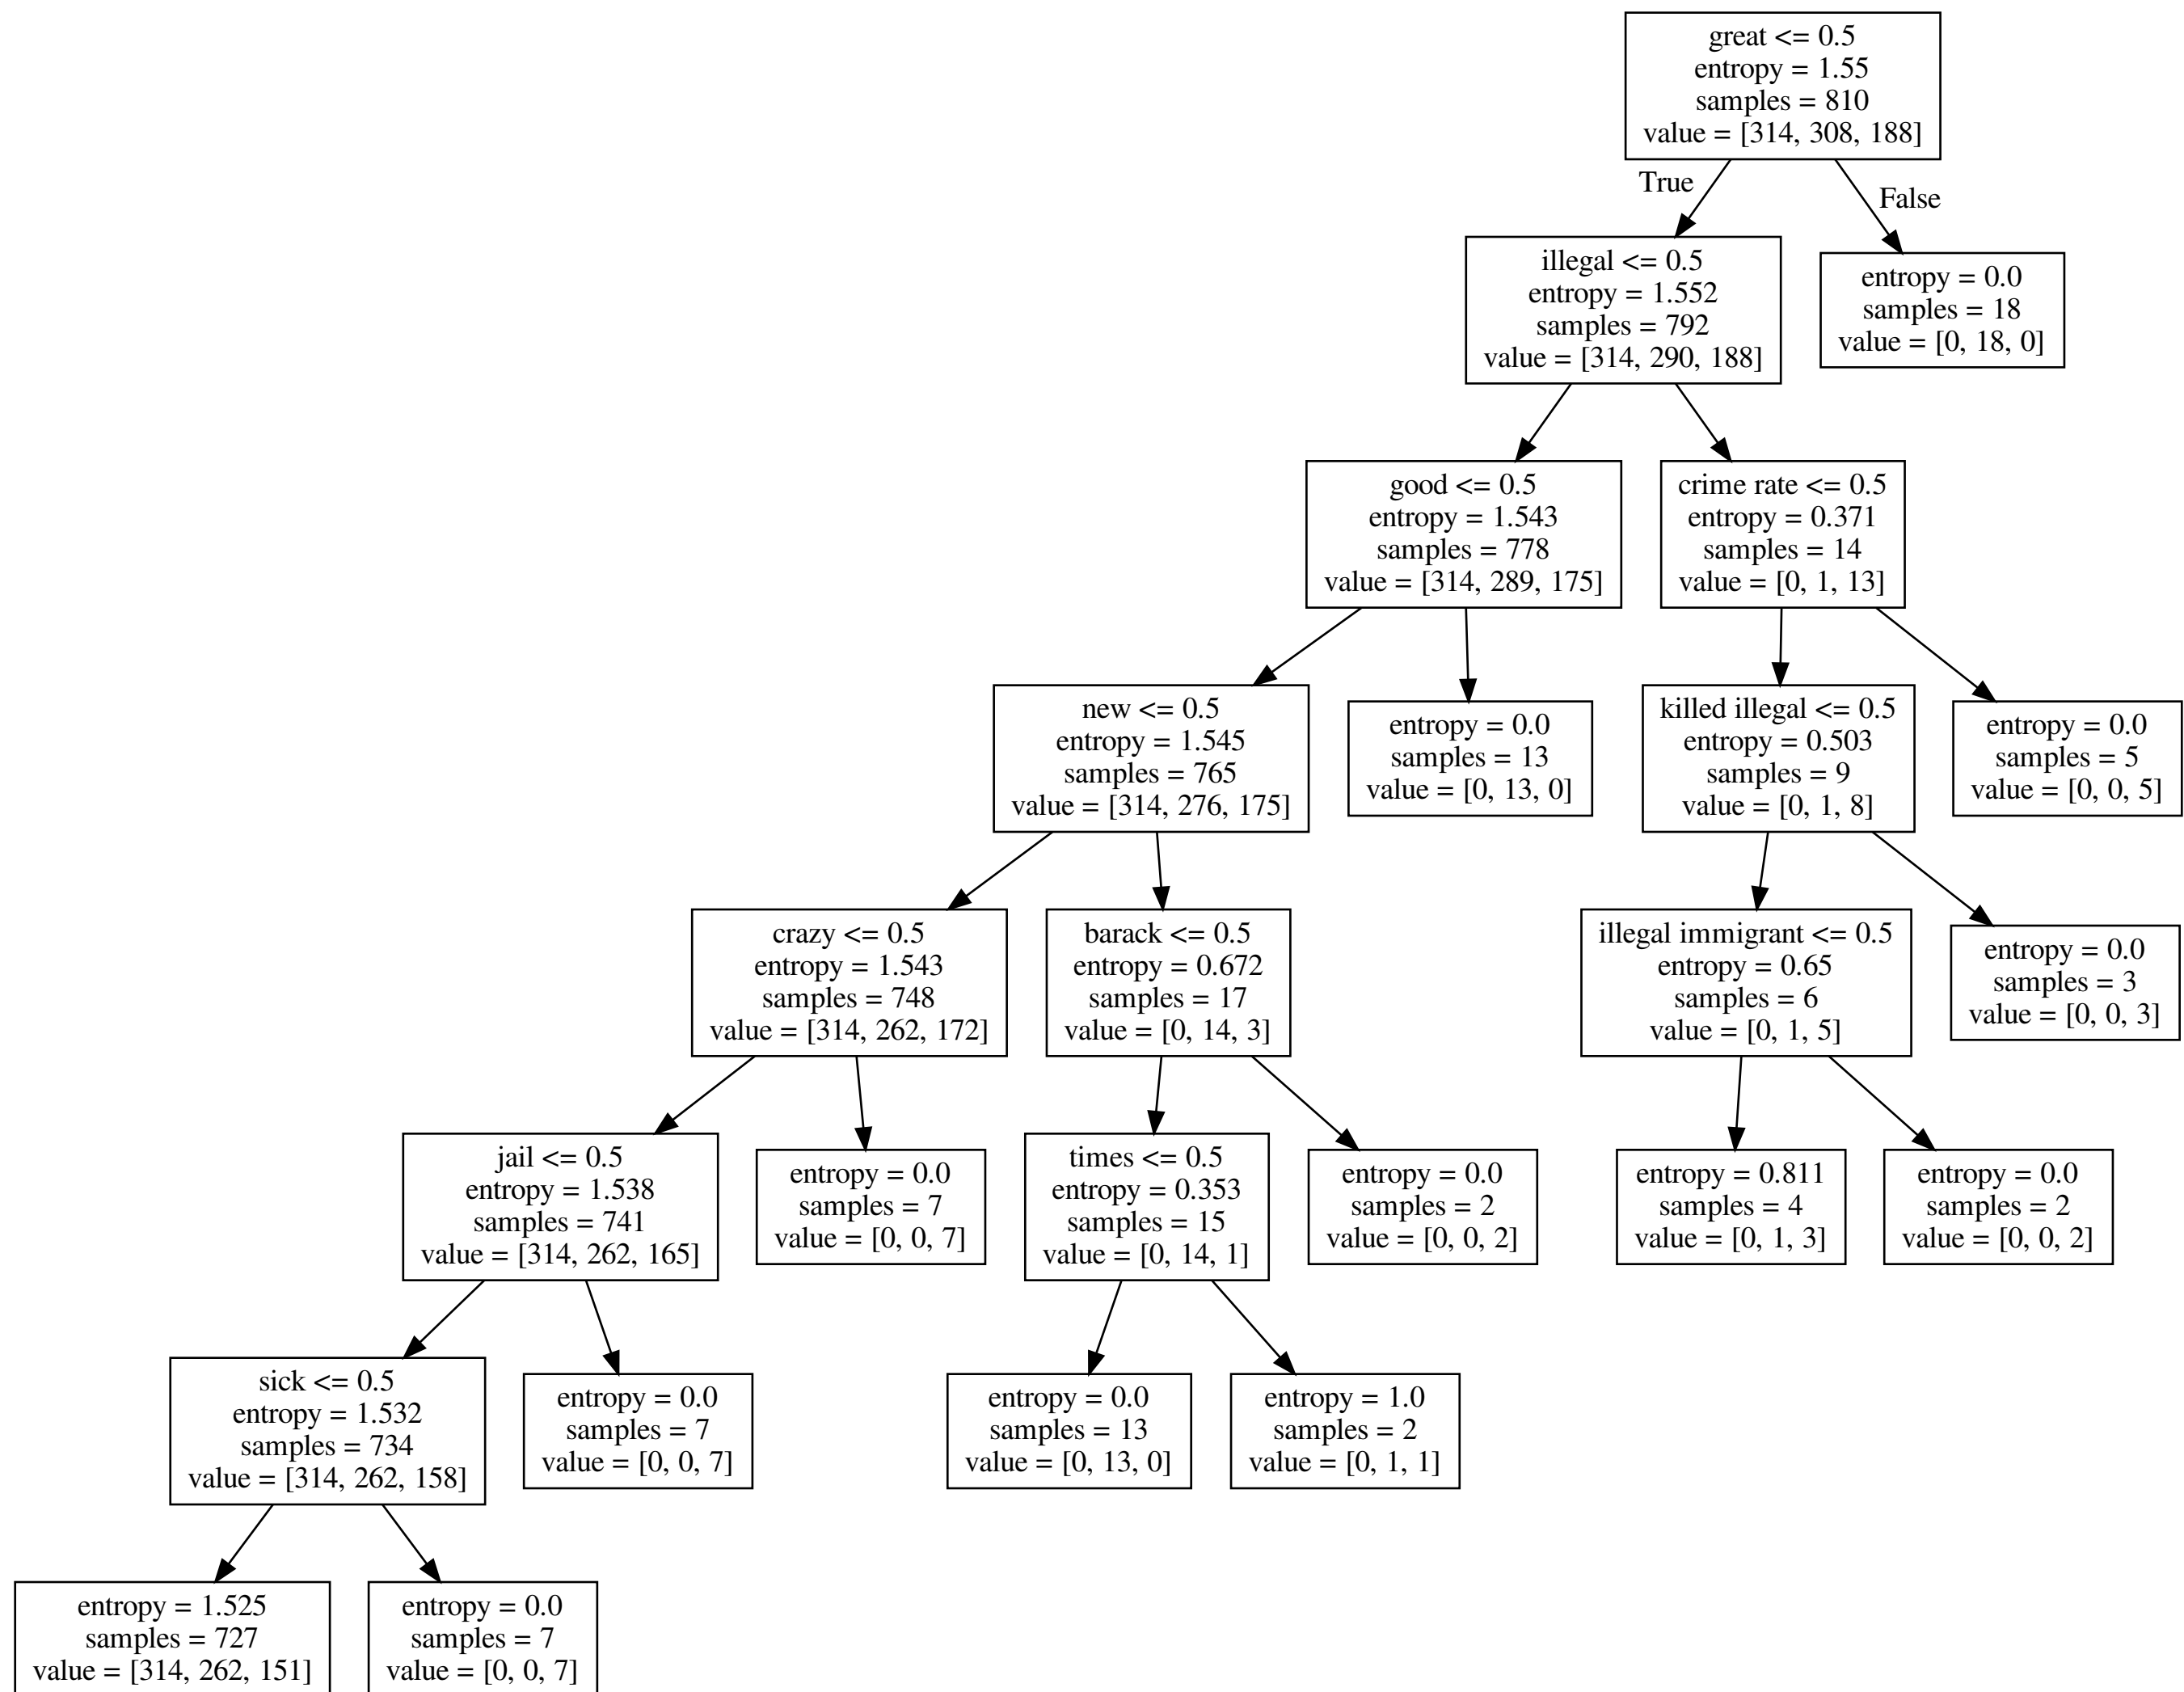 great <= 0.5
entropy = 1.55
samples = 810
value = [314, 308, 188]
True
False
illegal <= 0.5
entropy = 1.552
samples = 792
value = [314, 290, 188]
entropy = 0.0
samples = 18
value = [0, 18, 0]
good <= 0.5
entropy = 1.543
samples = 778
value = [314, 289, 175]
crime rate <= 0.5
entropy = 0.371
samples = 14
value = [0, 1, 13]
new <= 0.5
entropy = 1.545
samples = 765
value = [314, 276, 175]
entropy = 0.0
samples = 13
value = [0, 13, 0]
killed illegal <= 0.5
entropy = 0.503
samples = 9
value = [0, 1, 8]
entropy = 0.0
samples = 5
value = [0, 0, 5]
crazy <= 0.5
entropy = 1.543
samples = 748
value = [314, 262, 172]
barack <= 0.5
entropy = 0.672
samples = 17
value = [0, 14, 3]
illegal immigrant <= 0.5
entropy = 0.65
samples = 6
value = [0, 1, 5]
entropy = 0.0
samples = 3
value = [0, 0, 3]
jail <= 0.5
entropy = 1.538
samples = 741
value = [314, 262, 165]
entropy = 0.0
samples = 7
value = [0, 0, 7]
times <= 0.5
entropy = 0.353
samples = 15
value = [0, 14, 1]
entropy = 0.0
samples = 2
value = [0, 0, 2]
entropy = 0.811
samples = 4
value = [0, 1, 3]
entropy = 0.0
samples = 2
value = [0, 0, 2]
sick <= 0.5
entropy = 1.532
samples = 734
value = [314, 262, 158]
entropy = 0.0
samples = 7
value = [0, 0, 7]
entropy = 0.0
samples = 13
value = [0, 13, 0]
entropy = 1.0
samples = 2
value = [0, 1, 1]
entropy = 1.525
samples = 727
value = [314, 262, 151]
entropy = 0.0
samples = 7
value = [0, 0, 7]